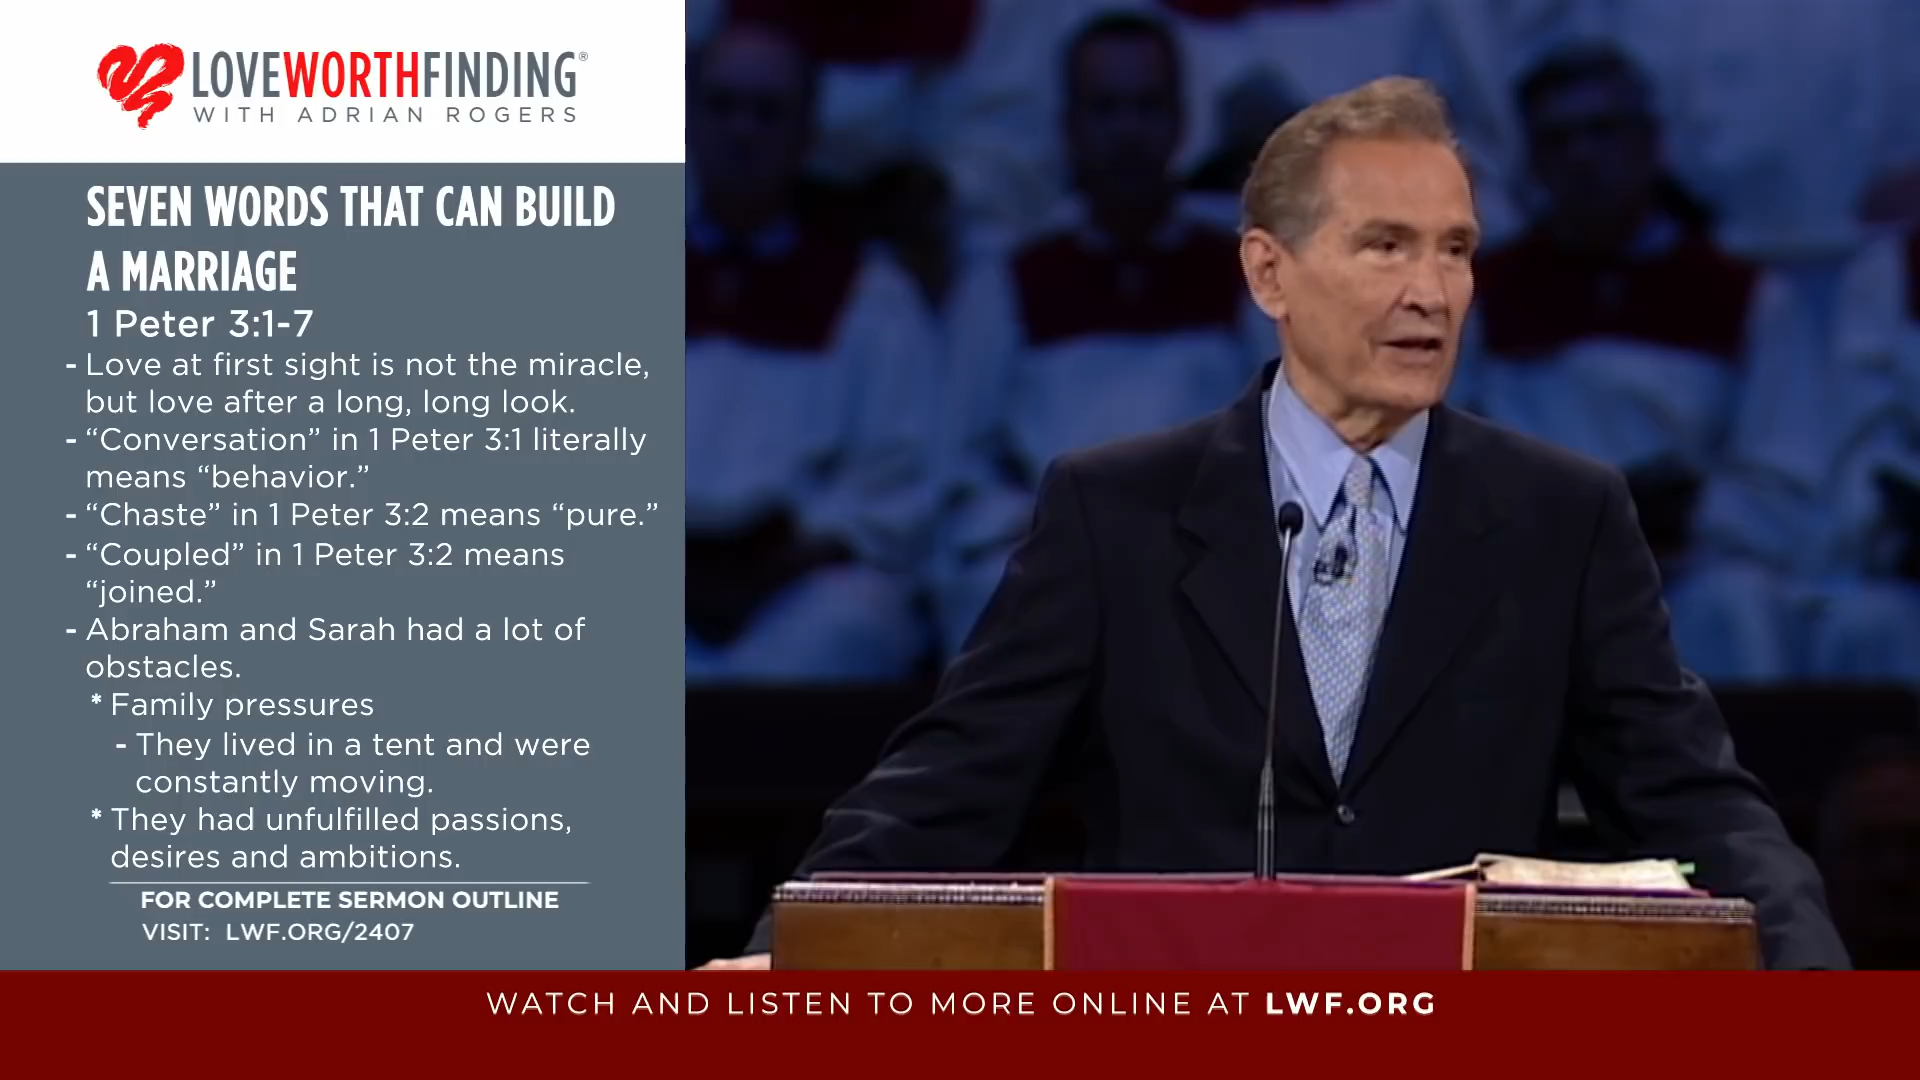 LOVEWORTHFINDING®
WITH ADRIAN ROGERS
SEVEN WORDS THAT CAN BUILD
A MARRIAGE
1 Peter 3:1-7
- Love at first sight is not the miracle,
but love after a long, long look.
- “Conversation” in 1 Peter 3:1 literally
means “behavior.”
- “Chaste” in 1 Peter 3:2 means “pure.”
- “Coupled” in 1 Peter 3:2 means
“joined.”
- Abraham and Sarah had a lot of
obstacles.
* Family pressures
- They lived in a tent and were
constantly moving.
* They had unfulfilled passions,
desires and ambitions.
FOR COMPLETE SERMON OUTLINE
VISIT: LWF.ORG/2407
WATCH AND LISTEN TO MORE ONLINE AT LWF.ORG